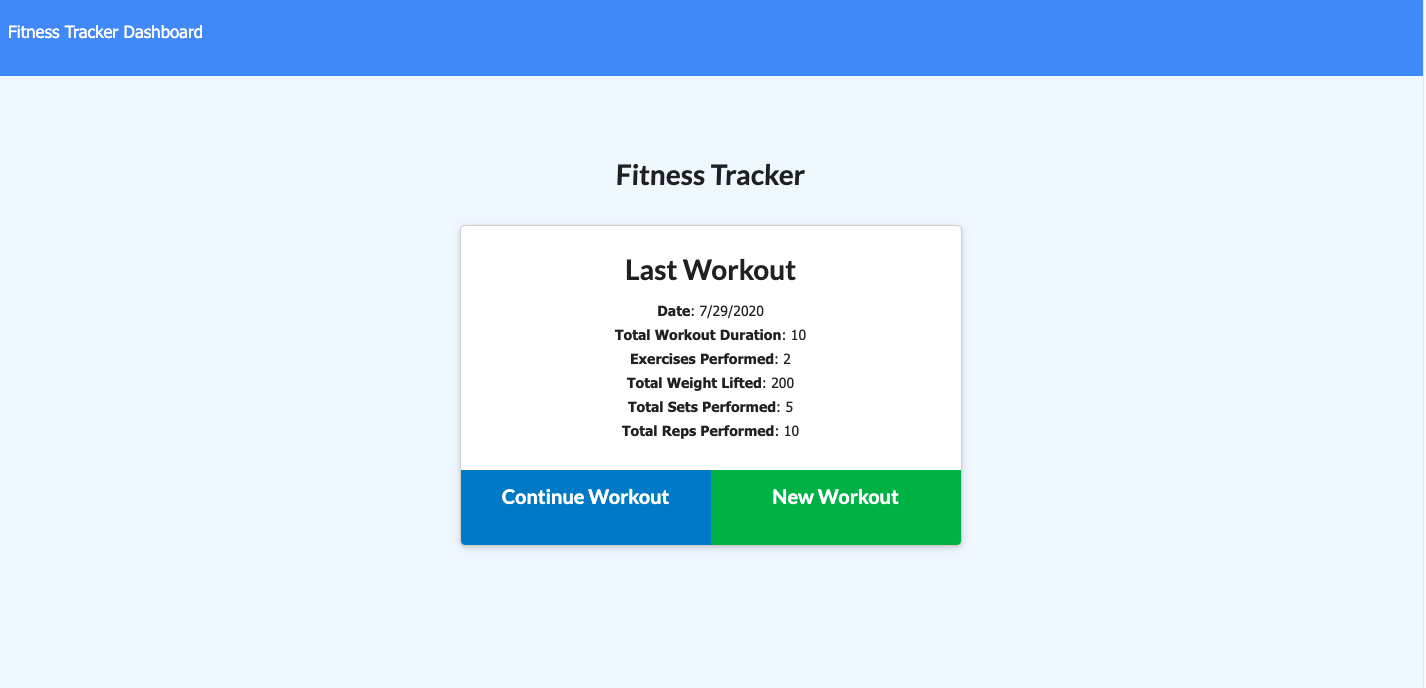 Fitness Tracker Dashboard
Fitness Tracker
Last Workout
Date: 7/29/2020
Total Workout Duration: 10
Exercises Performed: 2
Total Weight Lifted: 200
Total Sets Performed: 5
Total Reps Performed: 10
Continue Workout
New Workout